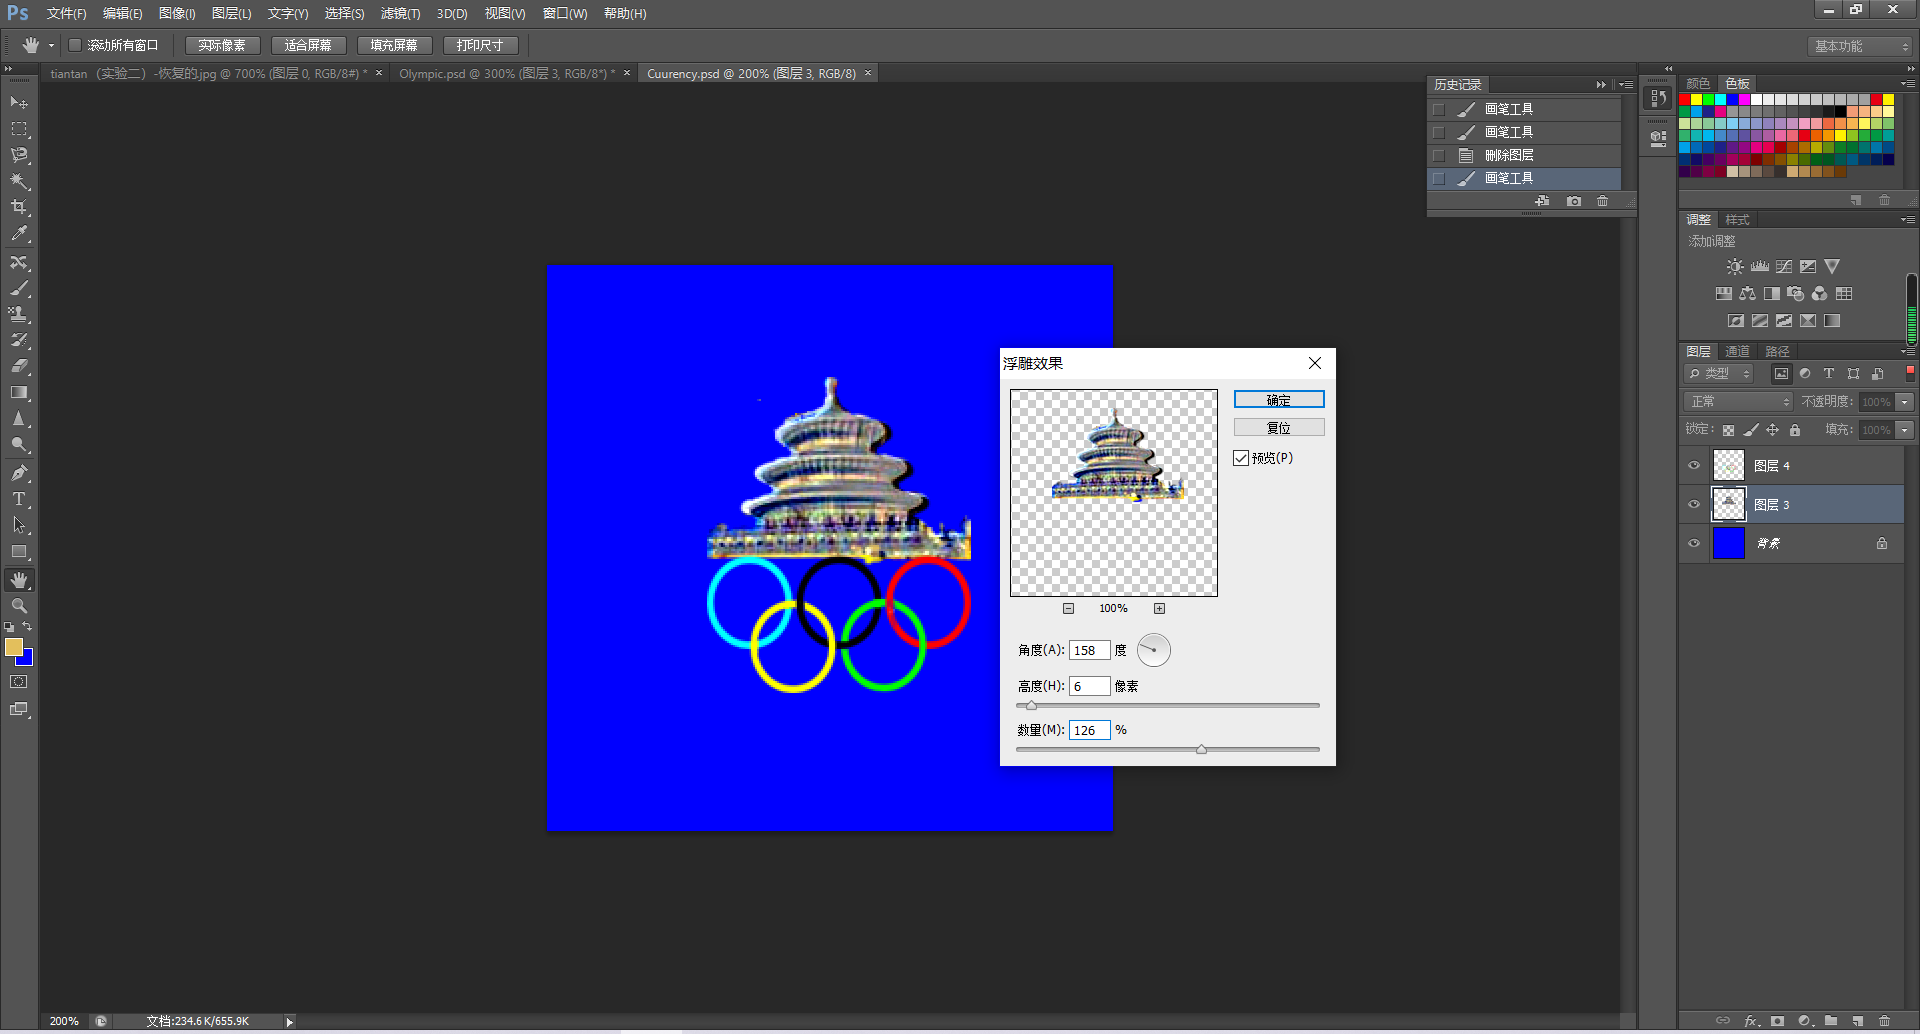 Ps 文件(F) 编辑(E) 图像(I) 图层(L) 文字(Y) 选择(S) 滤镜(T) 3D(D) 视图(V) 窗口(W) 帮助(H)
滚动所有窗口 实际像素 适合屏幕 填充屏幕 打印尺寸 基本功能
tiantan （实验二）-恢复的.jpg @ 700% (图层 0, RGB/8#) * × Olympic.psd @ 300% (图层 3, RGB/8*) * × Cuurency.psd @ 200% (图层 3, RGB/8) ×
历史记录
画笔工具
画笔工具
删除图层
画笔工具
颜色 色板
调整 样式
添加调整
图层 通道 路径
类型
正常 不透明度: 100%
锁定: 填充: 100%
图层 4
图层 3
背景
浮雕效果
确定
复位
预览(P)
100%
角度(A): 158 度
高度(H): 6 像素
数量(M): 126 %
T
200% 文档:234.6K/655.9K
fx